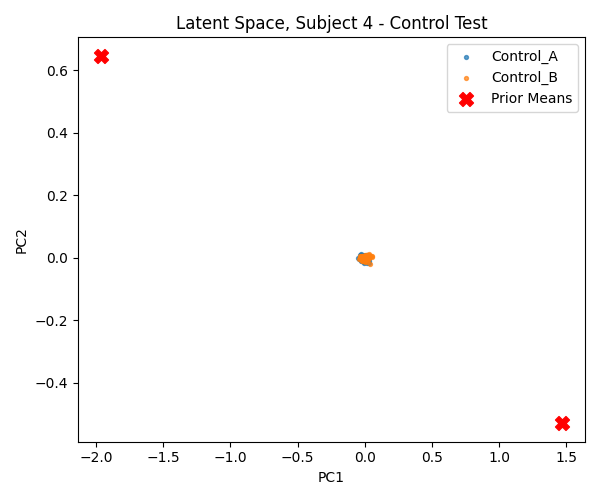 Latent Space, Subject 4 - Control Test
Control_A
Control_B
Prior Means
0.6
0.4
0.2
0.0
−0.2
−0.4
PC2
−2.0 −1.5 −1.0 −0.5 0.0 0.5 1.0 1.5
PC1